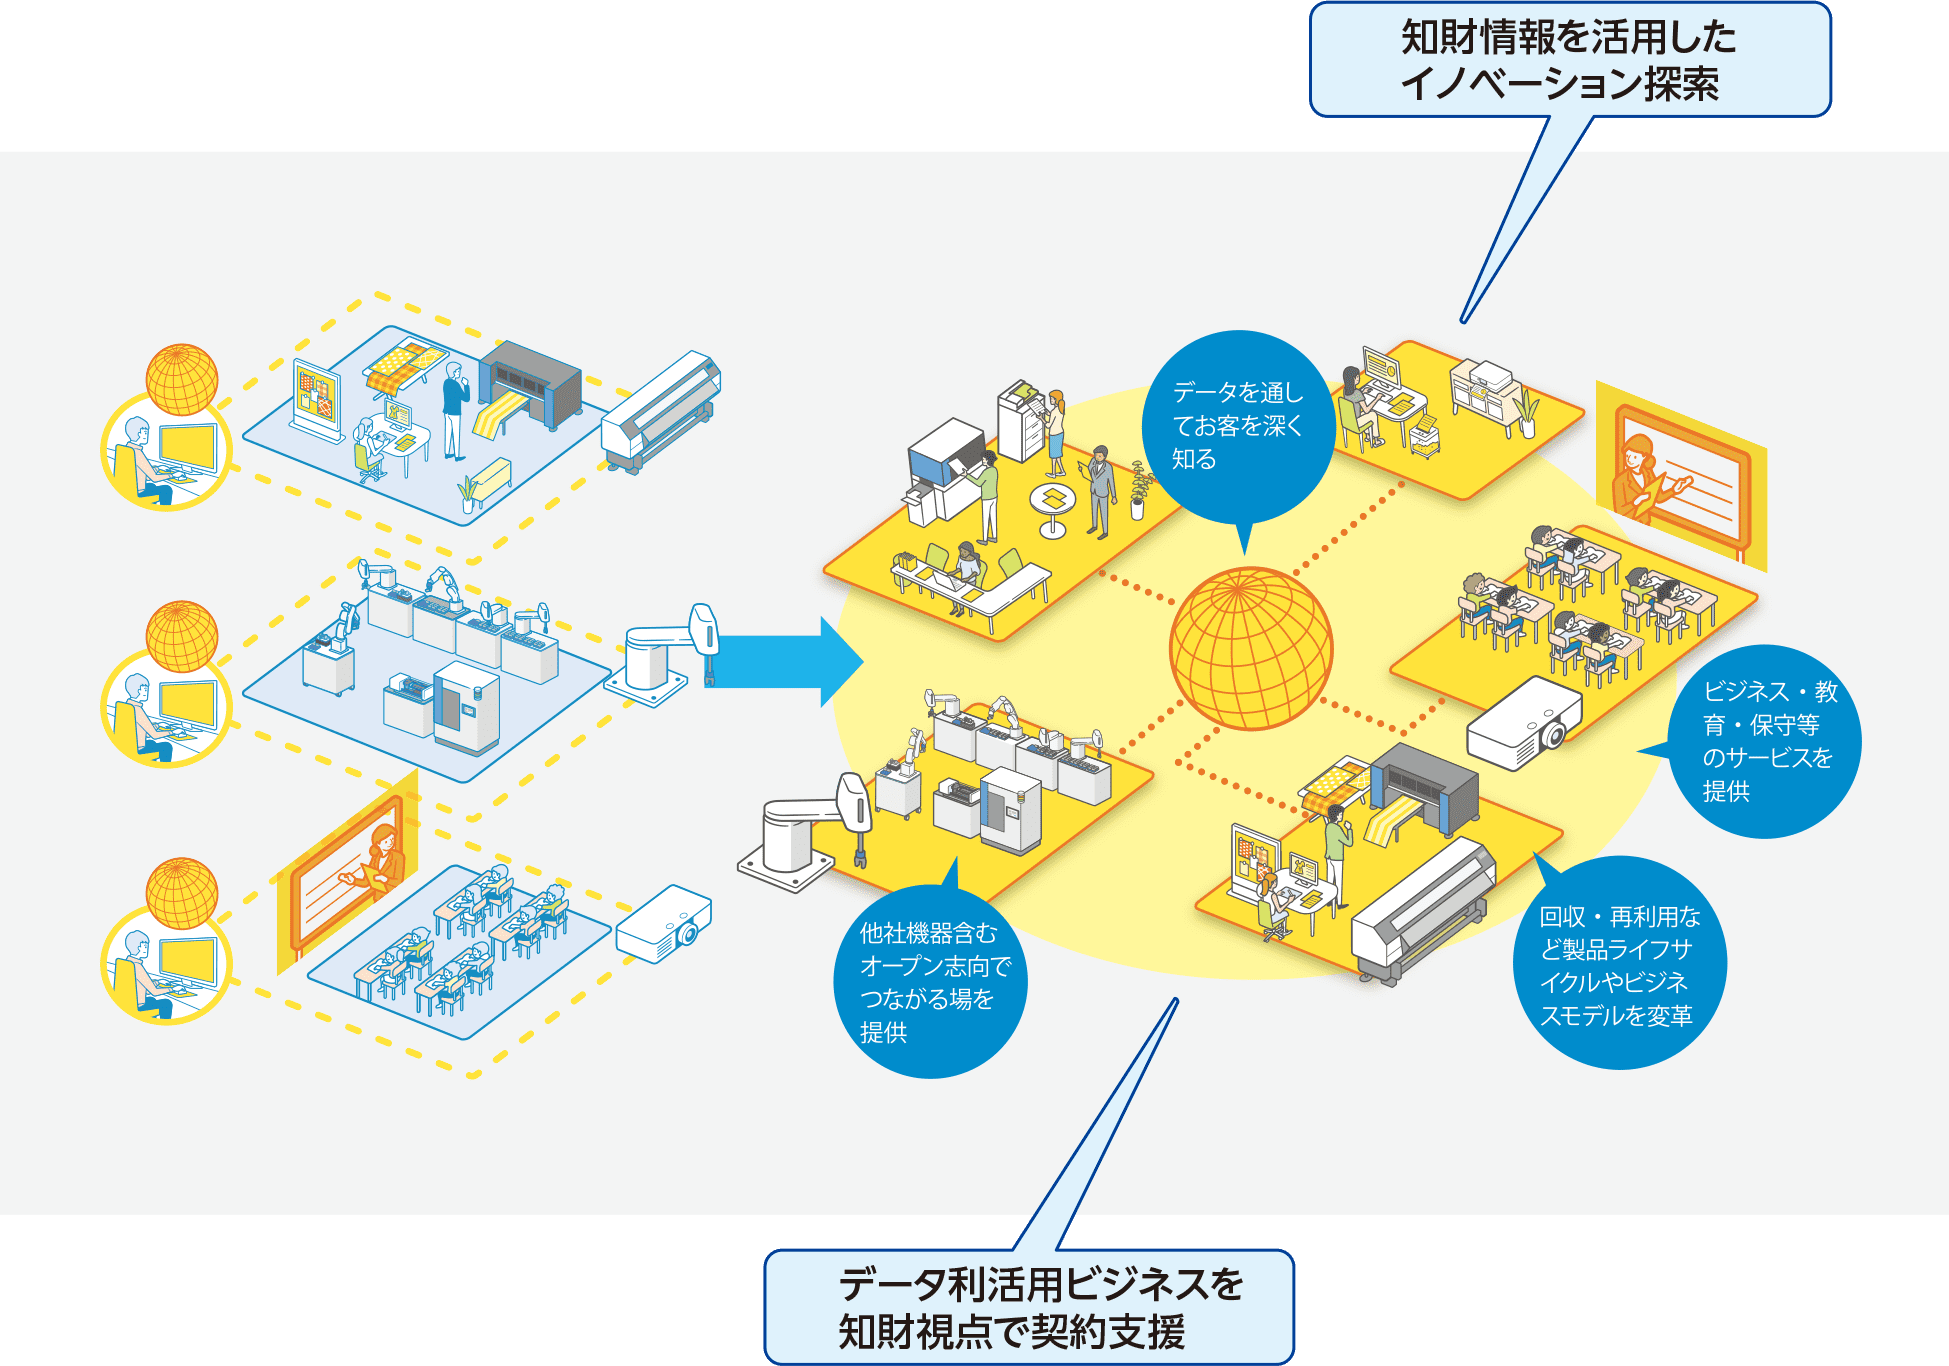 知財情報を活用した
イノベーション探索
データを通し
てお客を深く
知る
ビジネス・教
育・保守等
のサービスを
提供
回収・再利用な
ど製品ライフサ
イクルやビジネ
スモデルを変革
他社機器含む
オープン志向で
つながる場を
提供
データ利活用ビジネスを
知財視点で契約支援